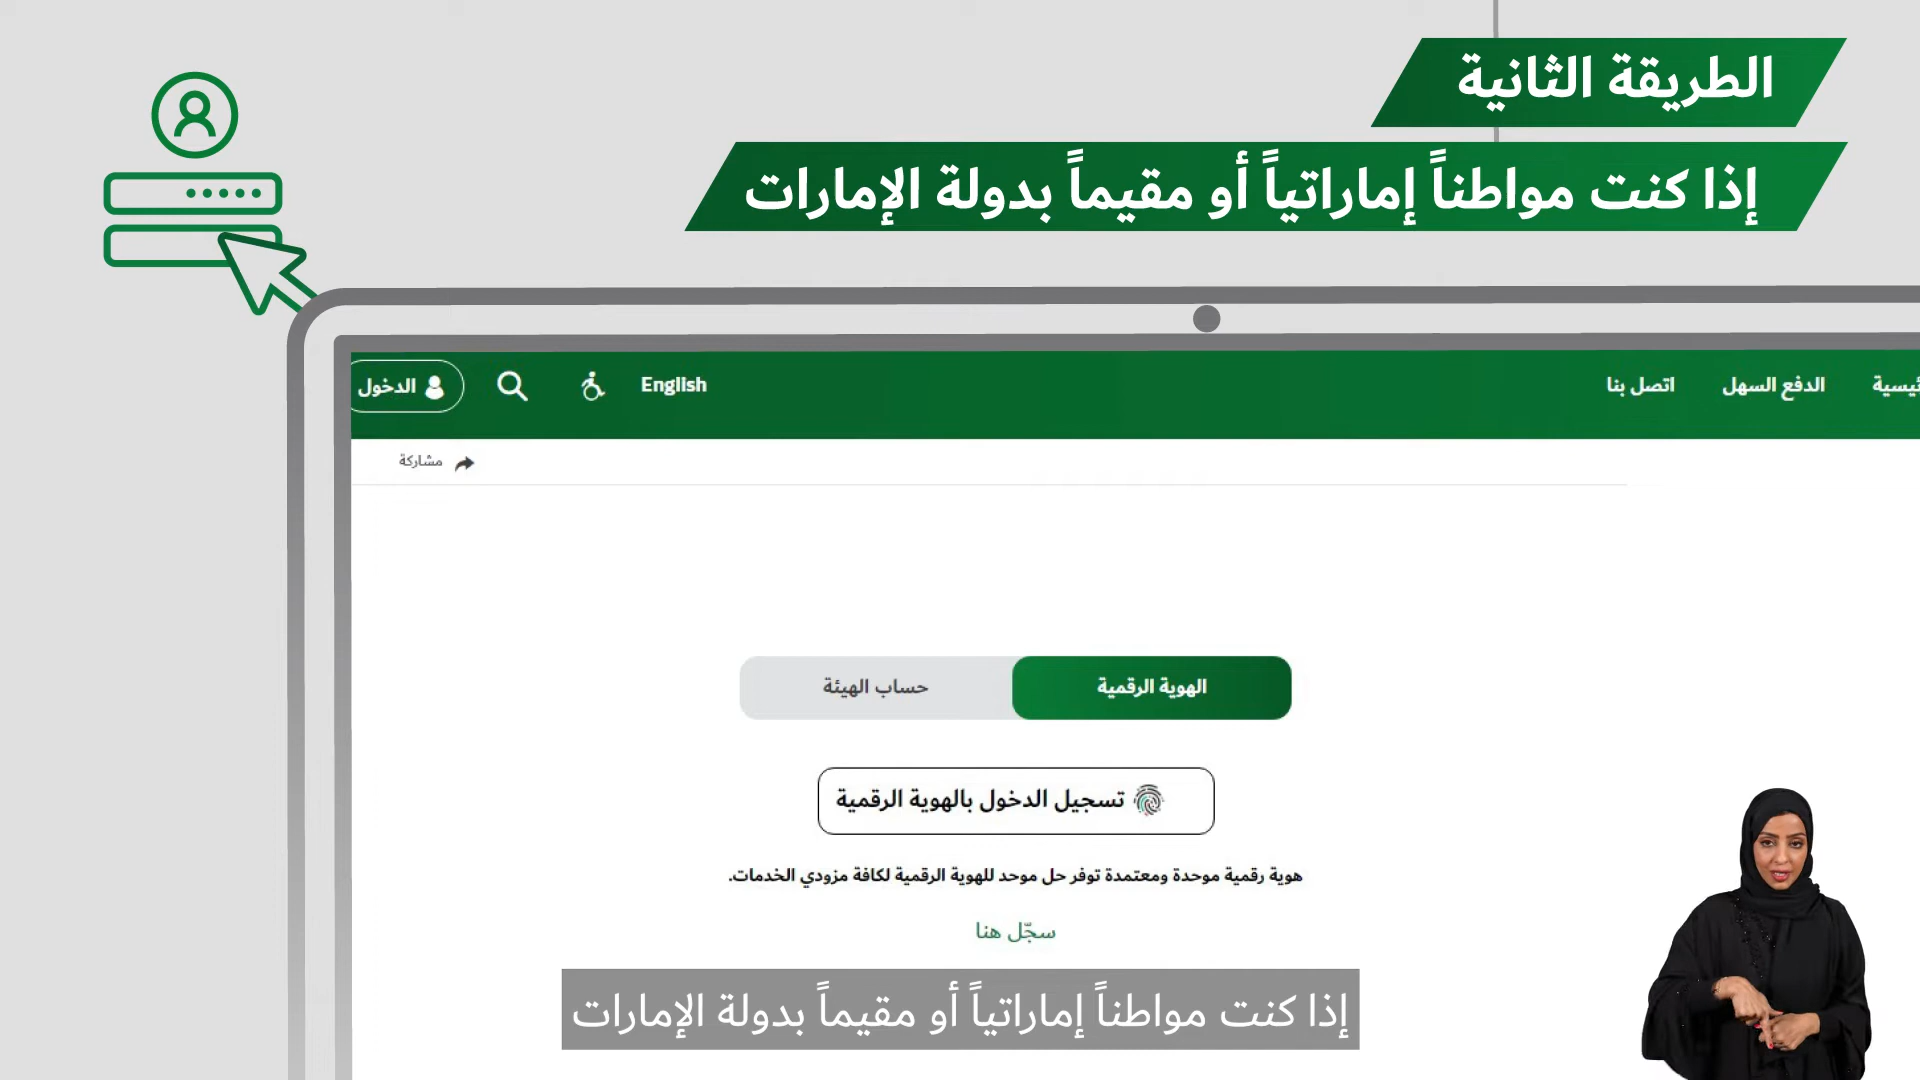 الطريقة الثانية
إذا كنت مواطناً إماراتياً أو مقيماً بدولة الإمارات
الدفع السهل
اتصل بنا
English
الدخول
مشاركة
الهوية الرقمية
حساب الهيئة
تسجيل الدخول بالهوية الرقمية
هوية رقمية موحدة ومعتمدة توفر حل موحد للهوية الرقمية لكافة مزودي الخدمات.
سجّل هنا
إذا كنت مواطناً إماراتياً أو مقيماً بدولة الإمارات